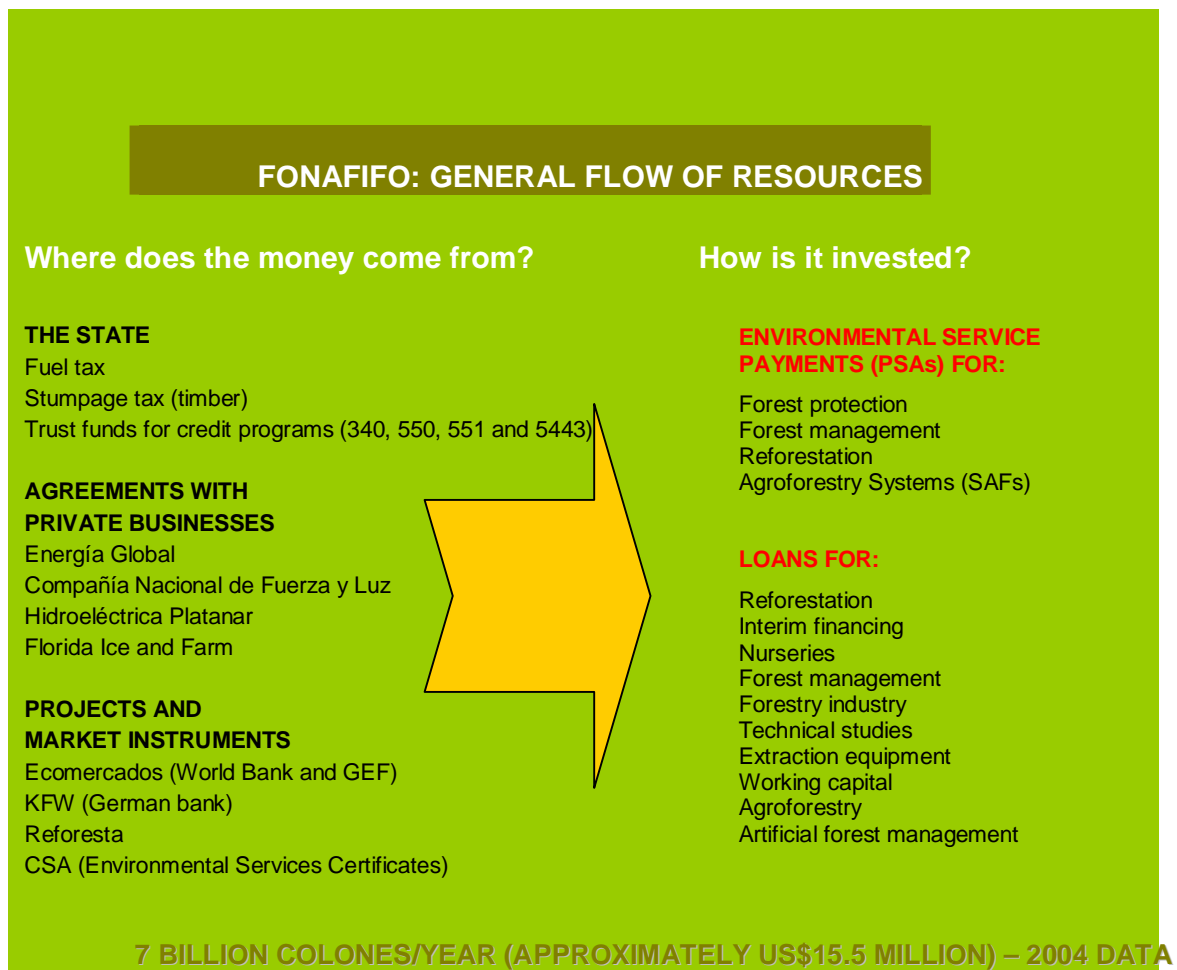 FONAFIFO: GENERAL FLOW OF RESOURCES
Where does the money come from?
THE STATE
Fuel tax
Stumpage tax (timber)
Trust funds for credit programs (340, 550, 551 and 5443)
AGREEMENTS WITH
PRIVATE BUSINESSES
Energía Global
Compañía Nacional de Fuerza y Luz
Hidroeléctrica Platanar
Florida Ice and Farm
PROJECTS AND
MARKET INSTRUMENTS
Ecomercados (World Bank and GEF)
KFW (German bank)
Reforesta
CSA (Environmental Services Certificates)
How is it invested?
ENVIRONMENTAL SERVICE
PAYMENTS (PSAs) FOR:
Forest protection
Forest management
Reforestation
Agroforestry Systems (SAFs)
LOANS FOR:
Reforestation
Interim financing
Nurseries
Forest management
Forestry industry
Technical studies
Extraction equipment
Working capital
Agroforestry
Artificial forest management
7 BILLION COLONES/YEAR (APPROXIMATELY US$15.5 MILLION) – 2004 DATA